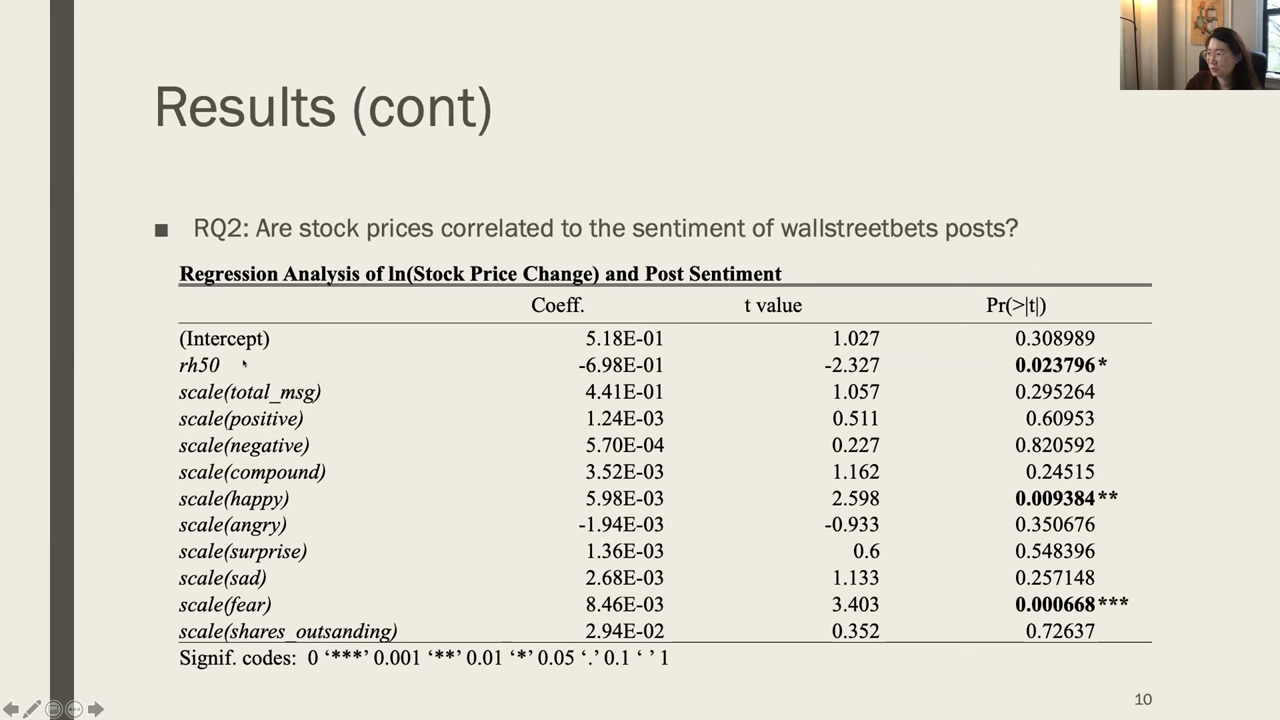 Results (cont)
■ RQ2: Are stock prices correlated to the sentiment of wallstreetbets posts?
Regression Analysis of ln(Stock Price Change) and Post Sentiment
Coeff. t value Pr(>|t|)
(Intercept) 5.18E-01 1.027 0.308989
rh50 -6.98E-01 -2.327 0.023796 *
scale(total_msg) 4.41E-01 1.057 0.295264
scale(positive) 1.24E-03 0.511 0.60953
scale(negative) 5.70E-04 0.227 0.820592
scale(compound) 3.52E-03 1.162 0.24515
scale(happy) 5.98E-03 2.598 0.009384 **
scale(angry) -1.94E-03 -0.933 0.350676
scale(surprise) 1.36E-03 0.6 0.548396
scale(sad) 2.68E-03 1.133 0.257148
scale(fear) 8.46E-03 3.403 0.000668 ***
scale(shares_outsanding) 2.94E-02 0.352 0.72637
Signif. codes: 0 ‘***’ 0.001 ‘**’ 0.01 ‘*’ 0.05 ‘.’ 0.1 ‘ ’ 1
10